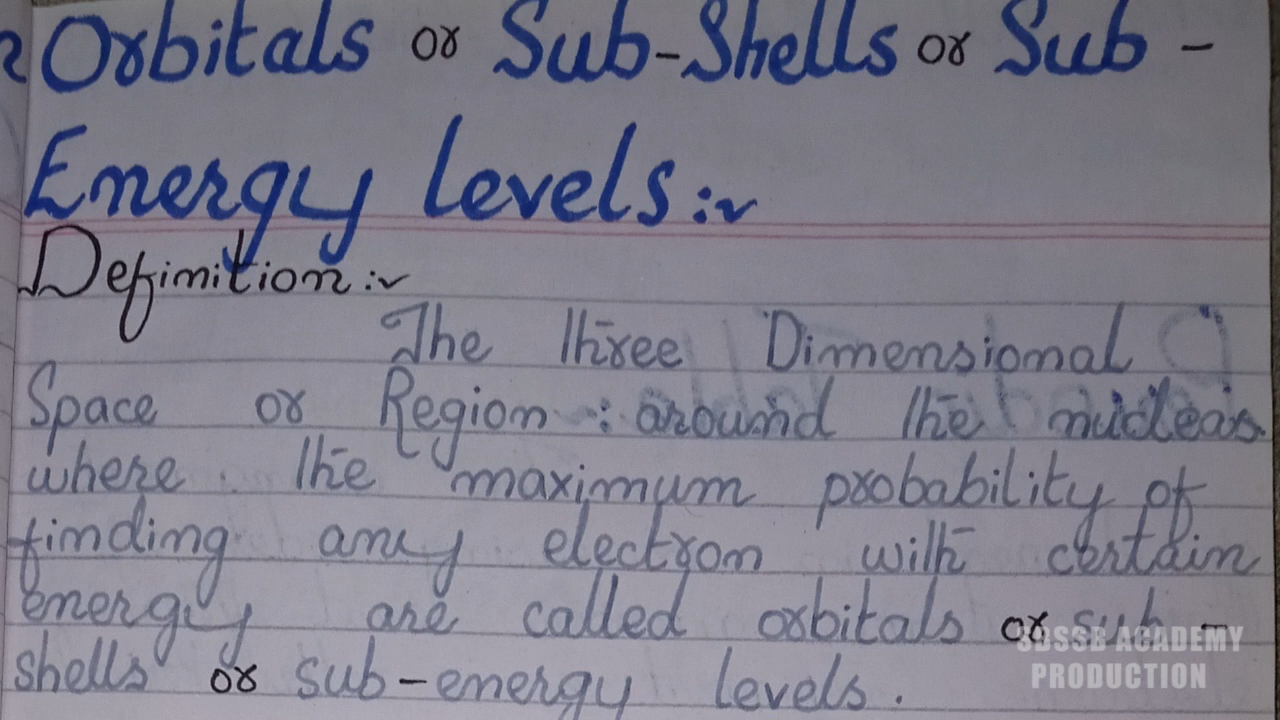 Orbitals or Sub-Shells or Sub-
Energy levels:~
Definition:~
The three Dimensional
Space or Region : around the nucleus
where the maximum probability of
finding any electron with certain
energy are called orbitals or sub-
shells or sub-energy levels.
3DSSB ACADEMY
PRODUCTION